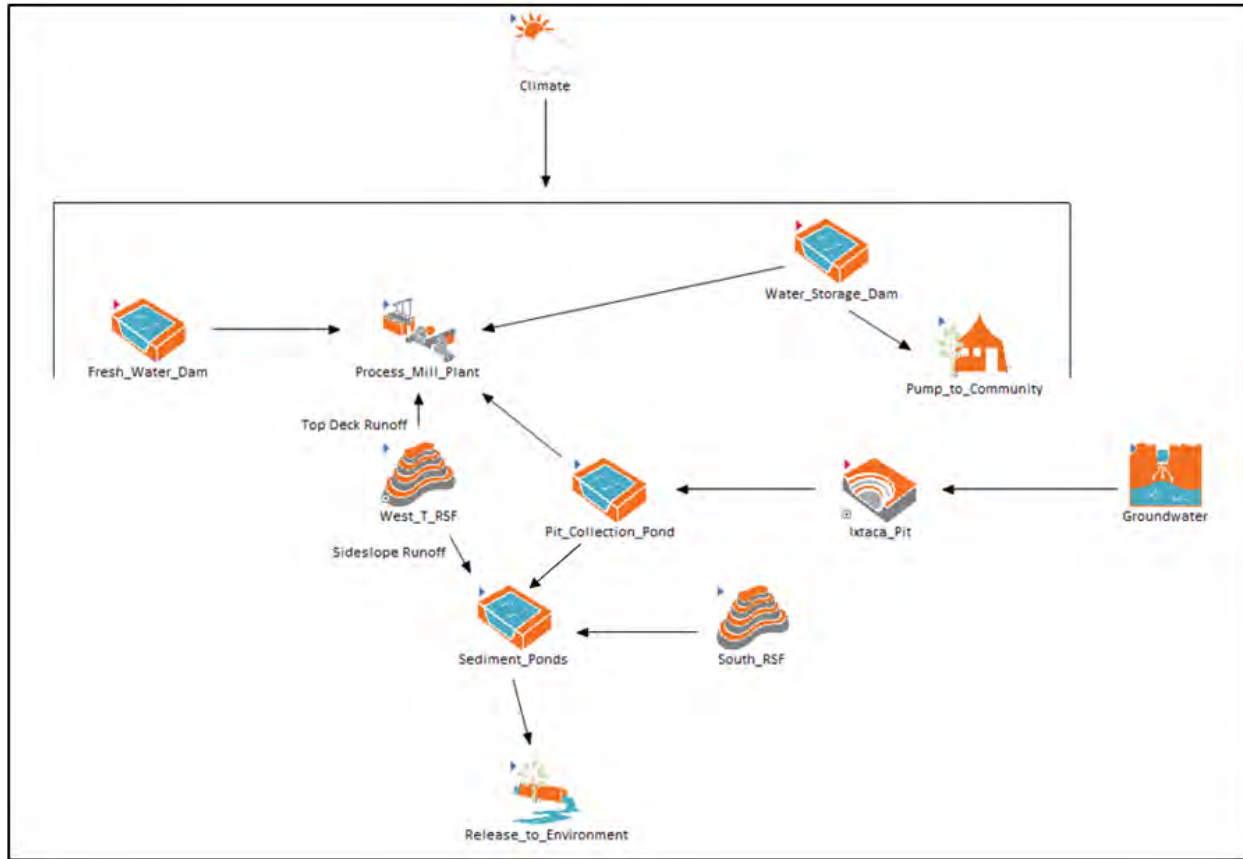 Climate
Water_Storage_Dam
Fresh_Water_Dam
Process_Mill_Plant
Pump_to_Community
Top Deck Runoff
West_T_RSF
Pit_Collection_Pond
Ixtaca_Pit
Groundwater
Sideslope Runoff
Sediment_Ponds
South_RSF
Release_to_Environment